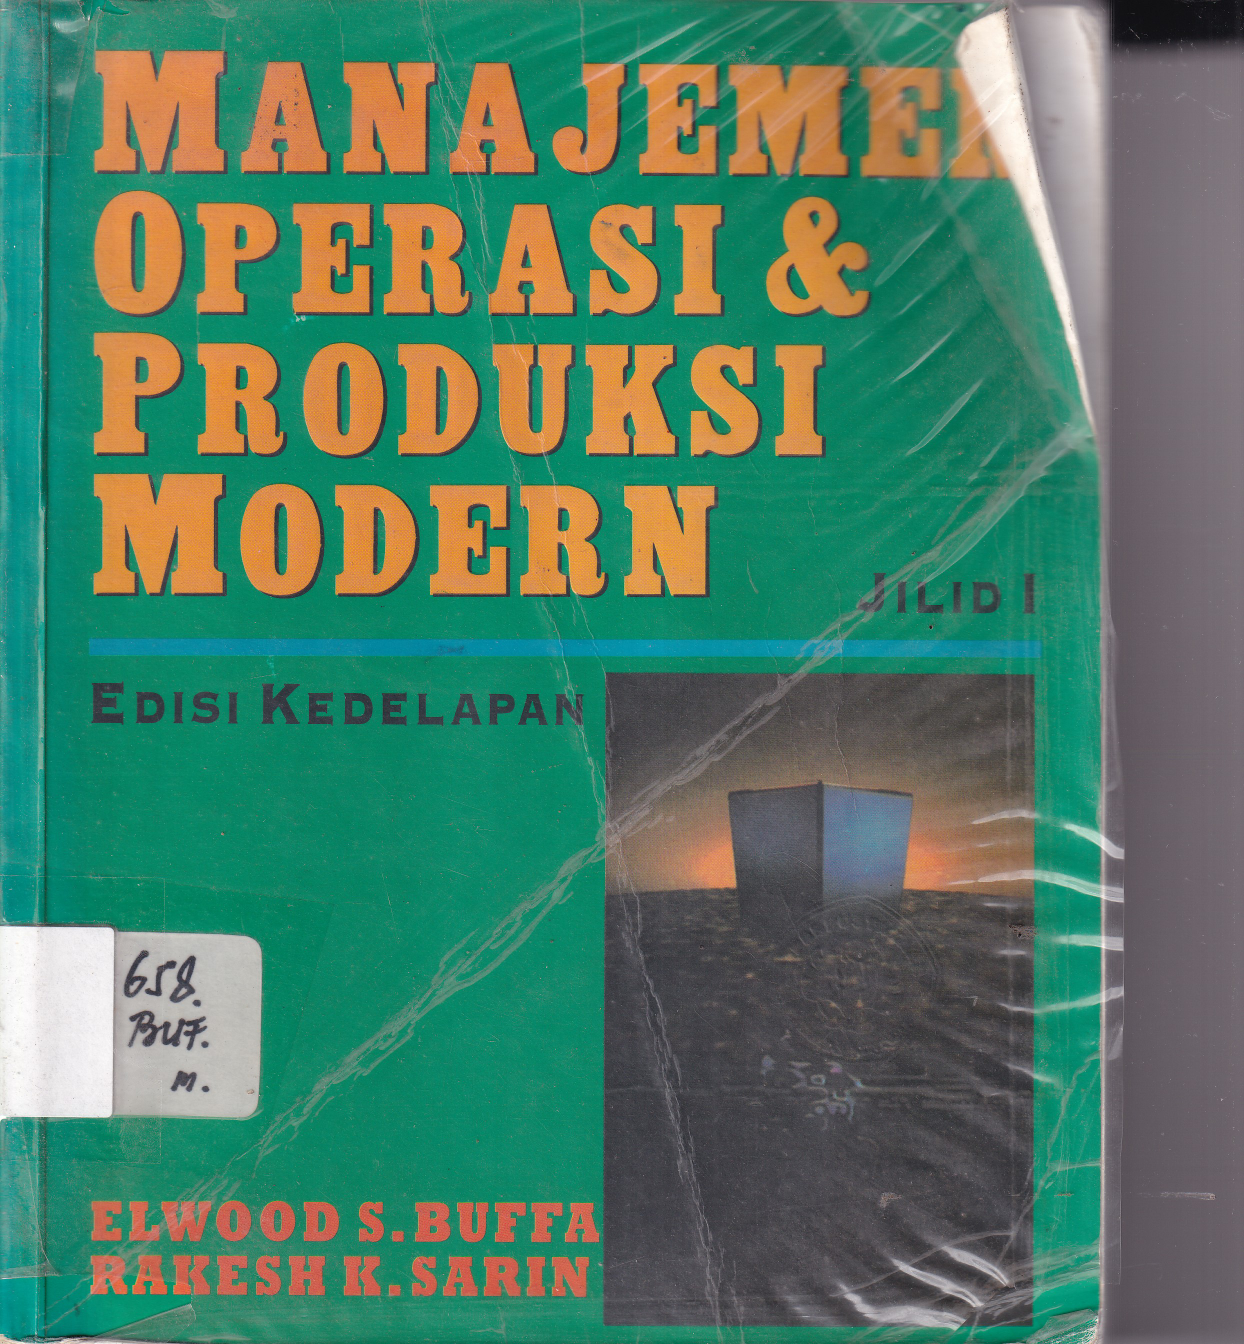 MANAJEMEN
OPERASI &
PRODUKSI
MODERN
JILID I
EDISI KEDELAPAN
658.
BUF.
M.
ELWOOD S. BUFFA
RAKESH K. SARIN